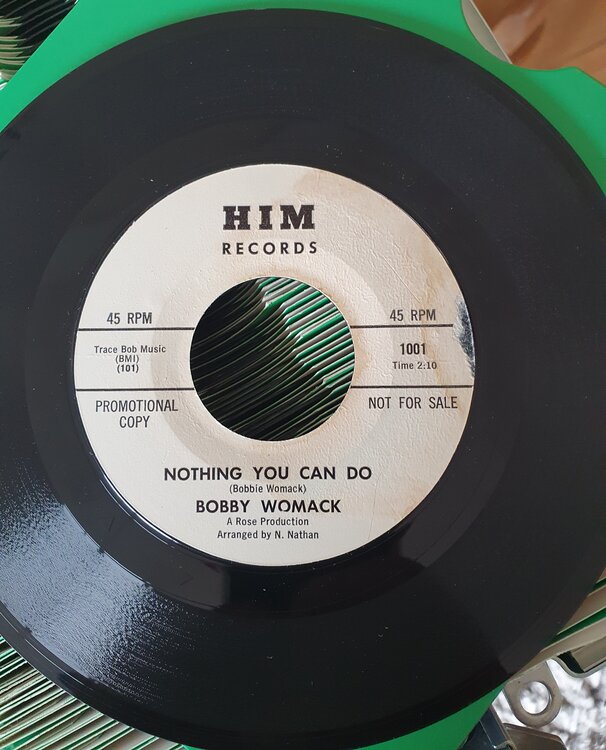 HIM
RECORDS
45 RPM
45 RPM
Trace Bob Music
(BMI)
(101)
1001
Time 2:10
PROMOTIONAL
COPY
NOT FOR SALE
NOTHING YOU CAN DO
(Bobbie Womack)
BOBBY WOMACK
A Rose Production
Arranged by N. Nathan